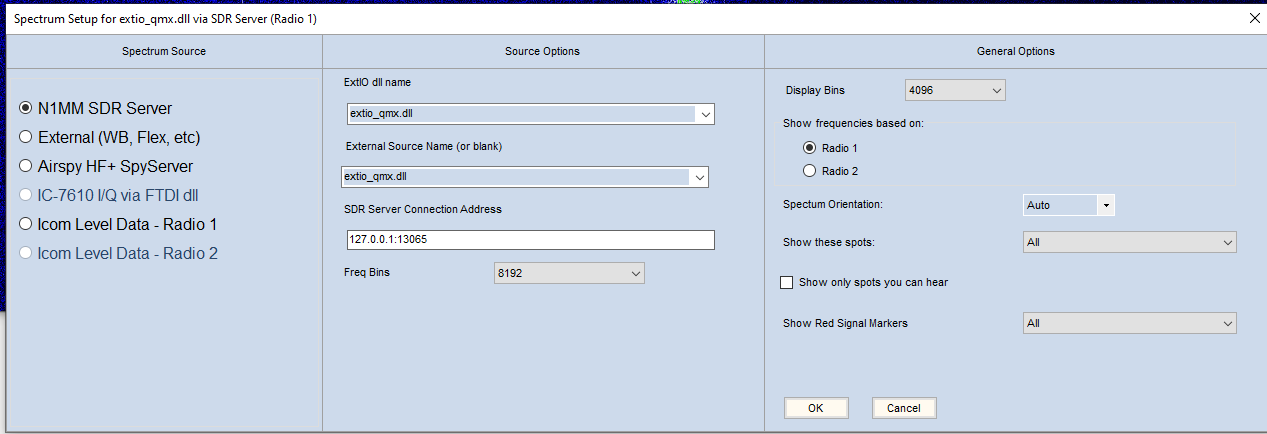 Spectrum Setup for extio_qmx.dll via SDR Server (Radio 1)
Spectrum Source
N1MM SDR Server
External (WB, Flex, etc)
Airspy HF+ SpyServer
IC-7610 I/Q via FTDI dll
Icom Level Data - Radio 1
Icom Level Data - Radio 2
Source Options
ExtIO dll name
extio_qmx.dll
External Source Name (or blank)
extio_qmx.dll
SDR Server Connection Address
127.0.0.1:13065
Freq Bins 8192
General Options
Display Bins 4096
Show frequencies based on:
Radio 1
Radio 2
Spectum Orientation: Auto
Show these spots: All
Show only spots you can hear
Show Red Signal Markers All
OK Cancel